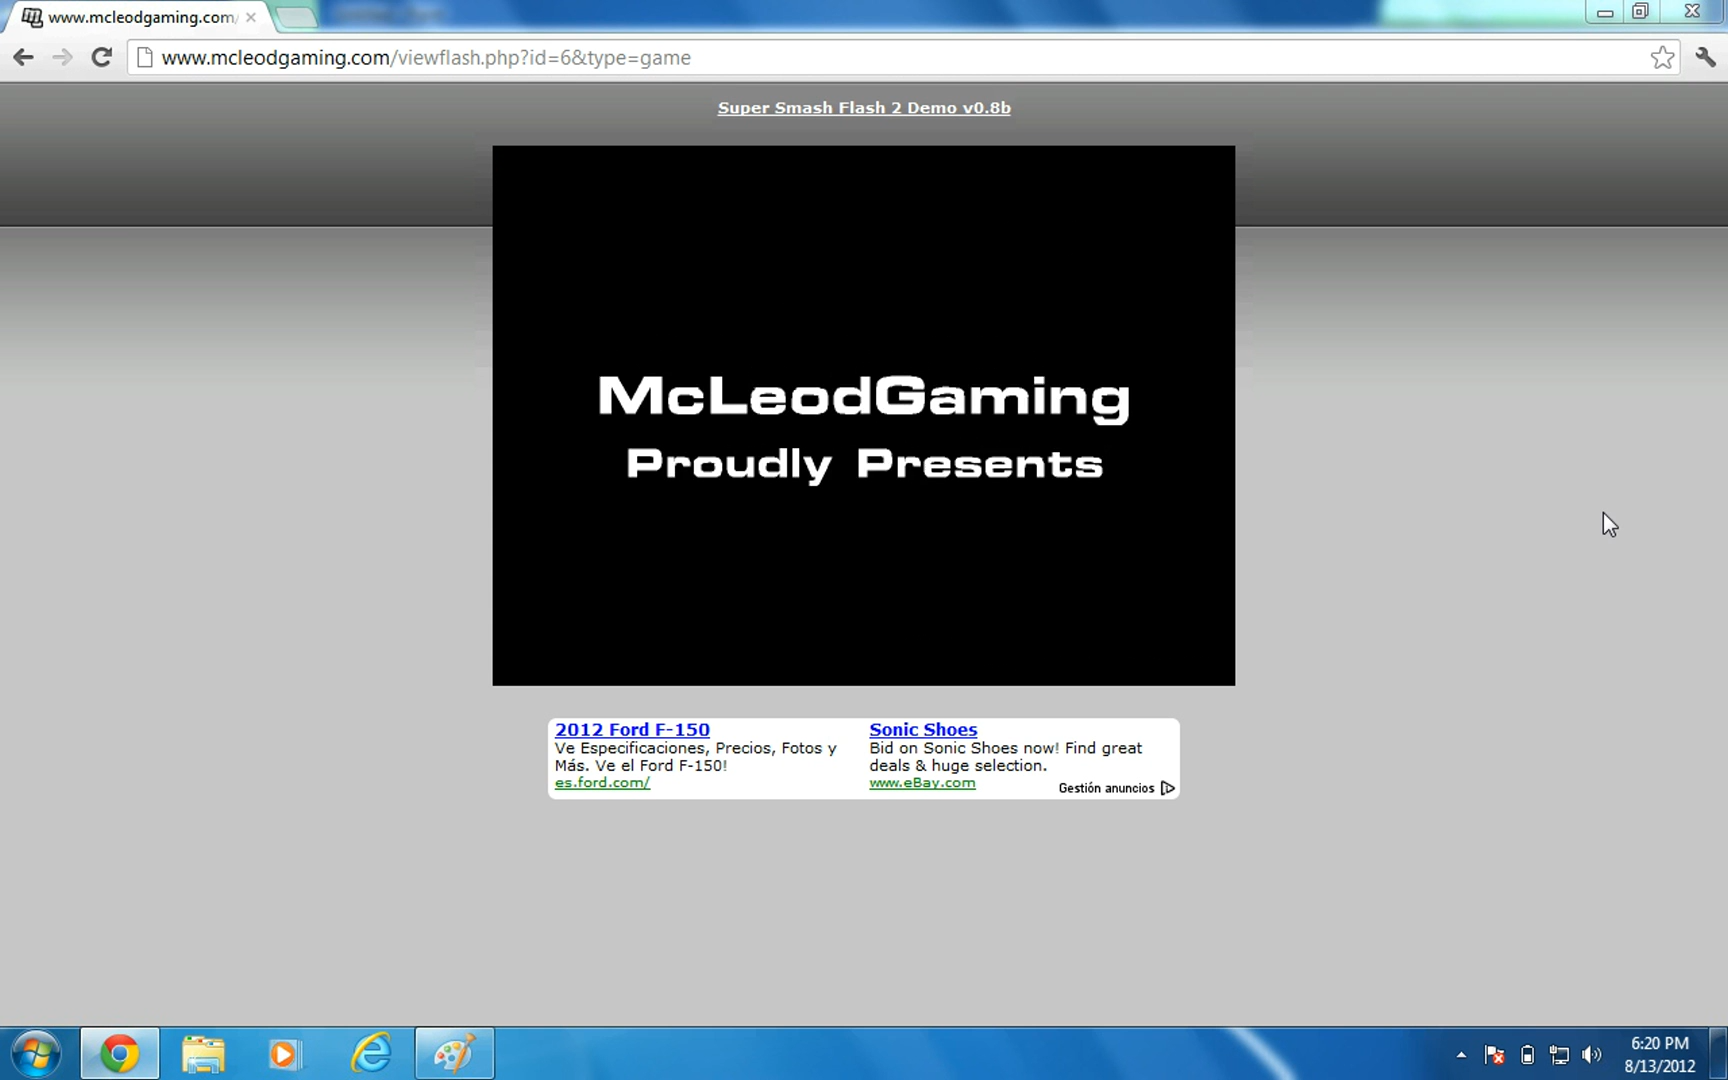 www.mcleodgaming.com/
www.mcleodgaming.com/viewflash.php?id=6&type=game
Super Smash Flash 2 Demo v0.8b
McLeodGaming
Proudly Presents
2012 Ford F-150
Ve Especificaciones, Precios, Fotos y
Más. Ve el Ford F-150!
es.ford.com/
Sonic Shoes
Bid on Sonic Shoes now! Find great
deals & huge selection.
www.eBay.com
Gestión anuncios
6:20 PM
8/13/2012